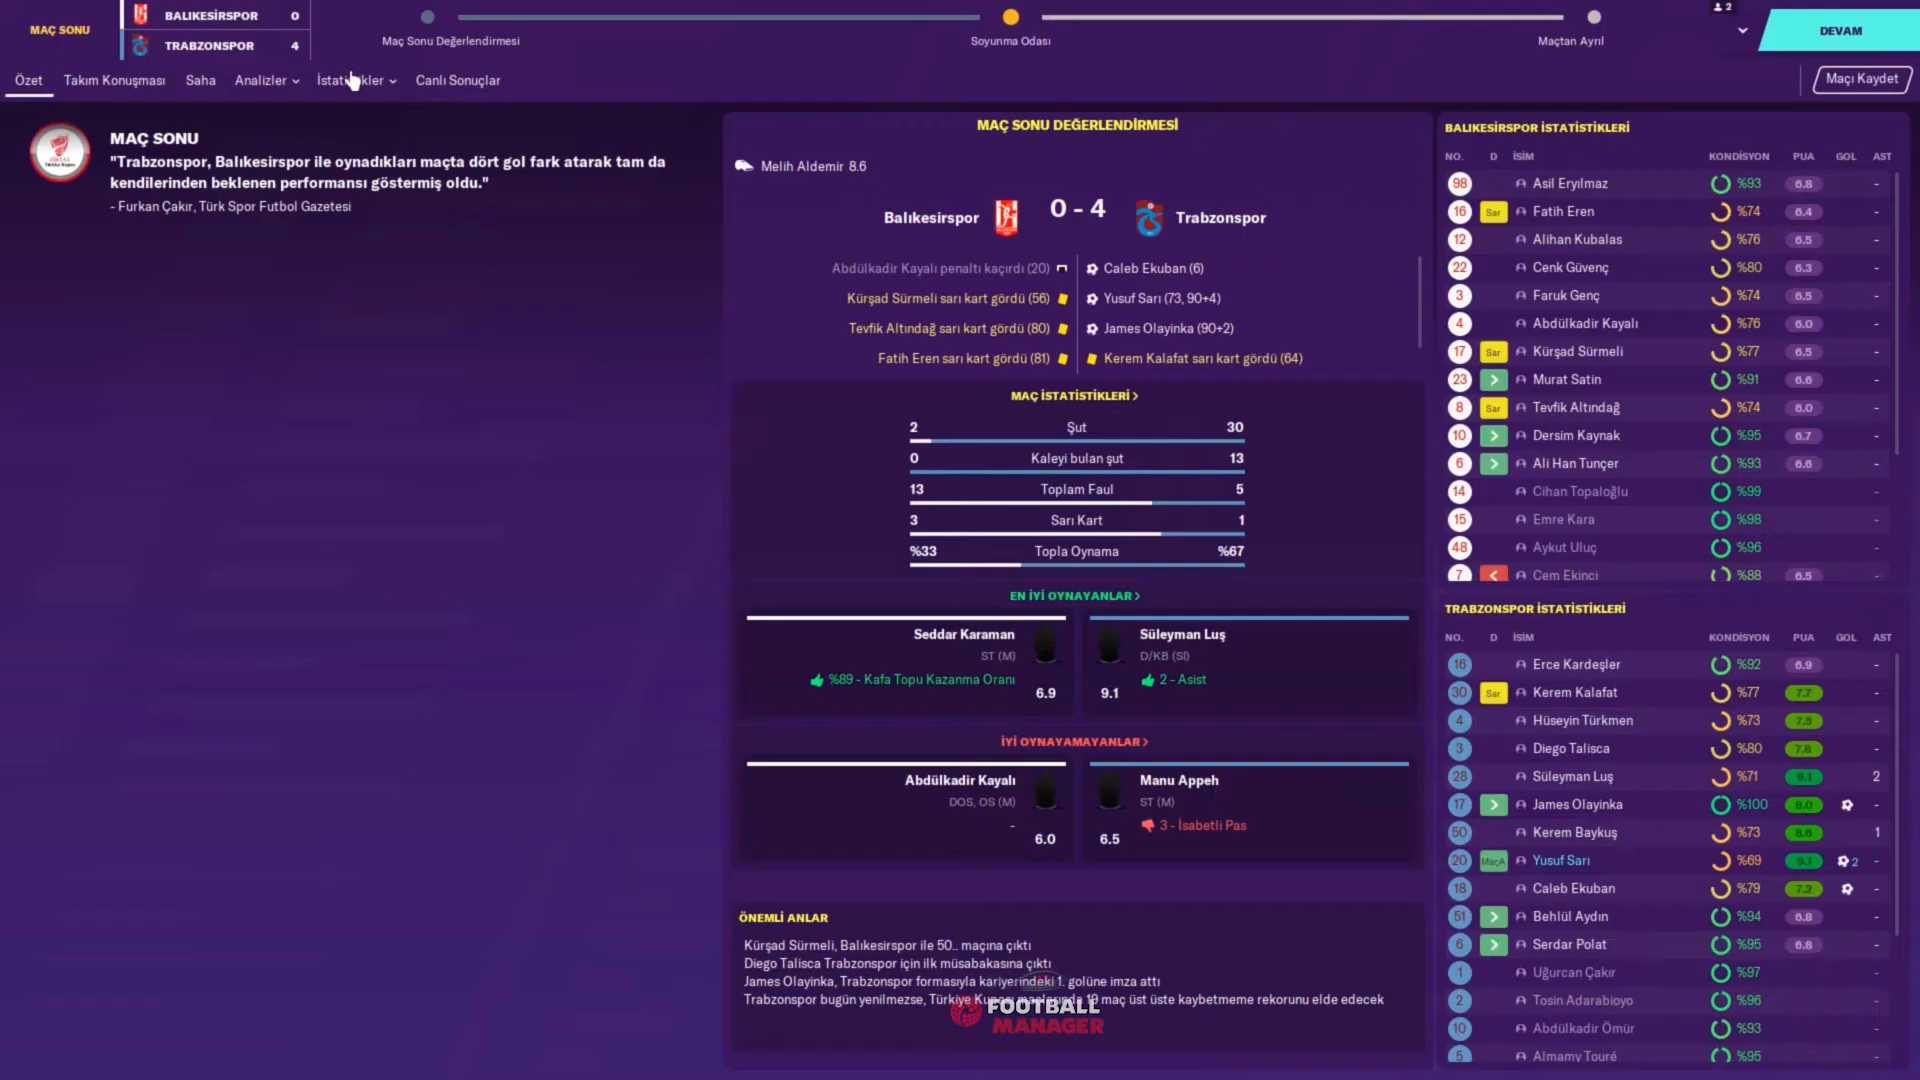 MAÇ SONU
BALIKESİRSPOR 0
TRABZONSPOR 4
Maç Sonu Değerlendirmesi
Soyunma Odası
Maçtan Ayrıl
2
DEVAM
Özet Takım Konuşması Saha Analizler İstatistikler Canlı Sonuçlar
Maçı Kaydet
MAÇ SONU
"Trabzonspor, Balıkesirspor ile oynadıkları maçta dört gol fark atarak tam da
kendilerinden beklenen performansı göstermiş oldu."
- Furkan Çakır, Türk Spor Futbol Gazetesi
MAÇ SONU DEĞERLENDİRMESİ
Melih Aldemir 8.6
Balıkesirspor 0 - 4 Trabzonspor
Abdülkadir Kayalı penaltı kaçırdı (20) Caleb Ekuban (6)
Kürşad Sürmeli sarı kart gördü (56) Yusuf Sarı (73, 90+4)
Tevfik Altındağ sarı kart gördü (80) James Olayinka (90+2)
Fatih Eren sarı kart gördü (81) Kerem Kalafat sarı kart gördü (64)
MAÇ İSTATİSTİKLERİ >
2 Şut 30
0 Kaleyi bulan şut 13
13 Toplam Faul 5
3 Sarı Kart 1
%33 Topla Oynama %67
EN İYİ OYNAYANLAR >
Seddar Karaman
ST (M)
%89 - Kafa Topu Kazanma Oranı
6.9
Süleyman Luş
D/KB (Sl)
2 - Asist
9.1
İYİ OYNAYAMAYANLAR >
Abdülkadir Kayalı
DOS, OS (M)
-
6.0
Manu Appeh
ST (M)
3 - İsabetli Pas
6.5
ÖNEMLİ ANLAR
Kürşad Sürmeli, Balıkesirspor ile 50.. maçına çıktı
Diego Talisca Trabzonspor için ilk müsabakasına çıktı
James Olayinka, Trabzonspor formasıyla kariyerindeki 1. golüne imza attı
Trabzonspor bugün yenilmezse, Türkiye Kupası maçlarında 19 maç üst üste kaybetmeme rekorunu elde edecek
FOOTBALL
MANAGER
BALIKESİRSPOR İSTATİSTİKLERİ
NO. D İSİM KONDİSYON PUA GOL AST
98 Asil Eryılmaz %93 6.8 -
16 Sar Fatih Eren %74 6.4 -
12 Alihan Kubalas %76 6.5 -
22 Cenk Güvenç %80 6.3 -
3 Faruk Genç %74 6.5 -
4 Abdülkadir Kayalı %76 6.0 -
17 Sar Kürşad Sürmeli %77 6.5 -
23 Murat Satin %91 6.6 -
8 Sar Tevfik Altındağ %74 6.0 -
10 Dersim Kaynak %95 6.7 -
6 Ali Han Tunçer %93 6.6 -
14 Cihan Topaloğlu %99 -
15 Emre Kara %98 -
48 Aykut Uluç %96 -
7 Cem Ekinci %88 6.5 -
TRABZONSPOR İSTATİSTİKLERİ
NO. D İSİM KONDİSYON PUA GOL AST
16 Erce Kardeşler %92 6.9 -
30 Sar Kerem Kalafat %77 7.7 -
4 Hüseyin Türkmen %73 7.5 -
3 Diego Talisca %80 7.8 -
28 Süleyman Luş %71 9.1 2
17 James Olayinka %100 8.0 -
50 Kerem Baykuş %73 8.6 1
20 MaçA Yusuf Sarı %69 9.1 2 -
18 Caleb Ekuban %79 7.2 -
51 Behlül Aydın %94 6.8 -
6 Serdar Polat %95 6.8 -
1 Uğurcan Çakır %97 -
2 Tosin Adarabioyo %96 -
10 Abdülkadir Ömür %93 -
5 Almamy Touré %95 -